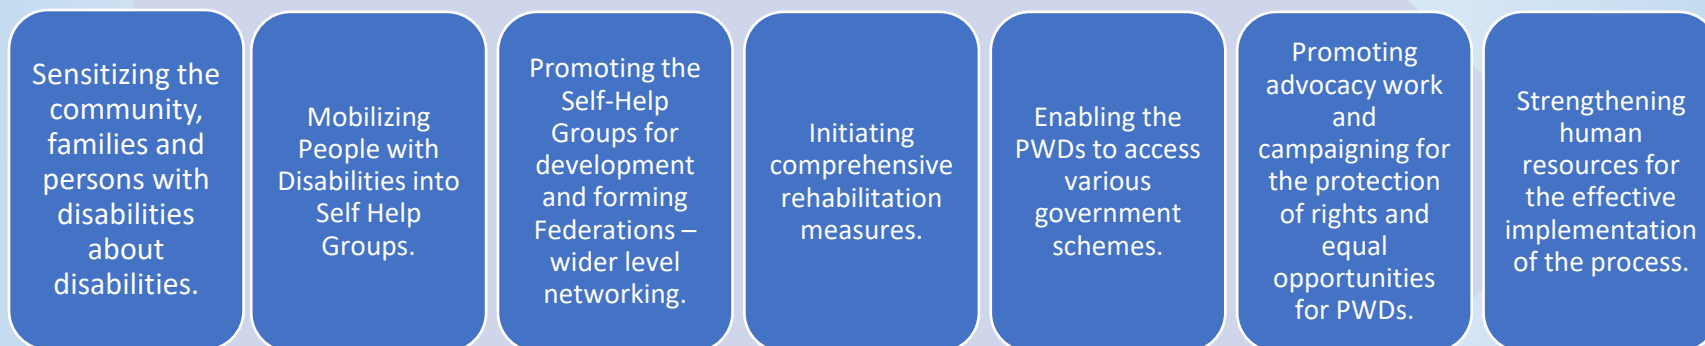 Sensitizing the
community,
families and
persons with
disabilities
about
disabilities.
Mobilizing
People with
Disabilities into
Self Help
Groups.
Promoting the
Self-Help
Groups for
development
and forming
Federations –
wider level
networking.
Initiating
comprehensive
rehabilitation
measures.
Enabling the
PWDs to access
various
government
schemes.
Promoting
advocacy work
and
campaigning for
the protection
of rights and
equal
opportunities
for PWDs.
Strengthening
human
resources for
the effective
implementation
of the process.